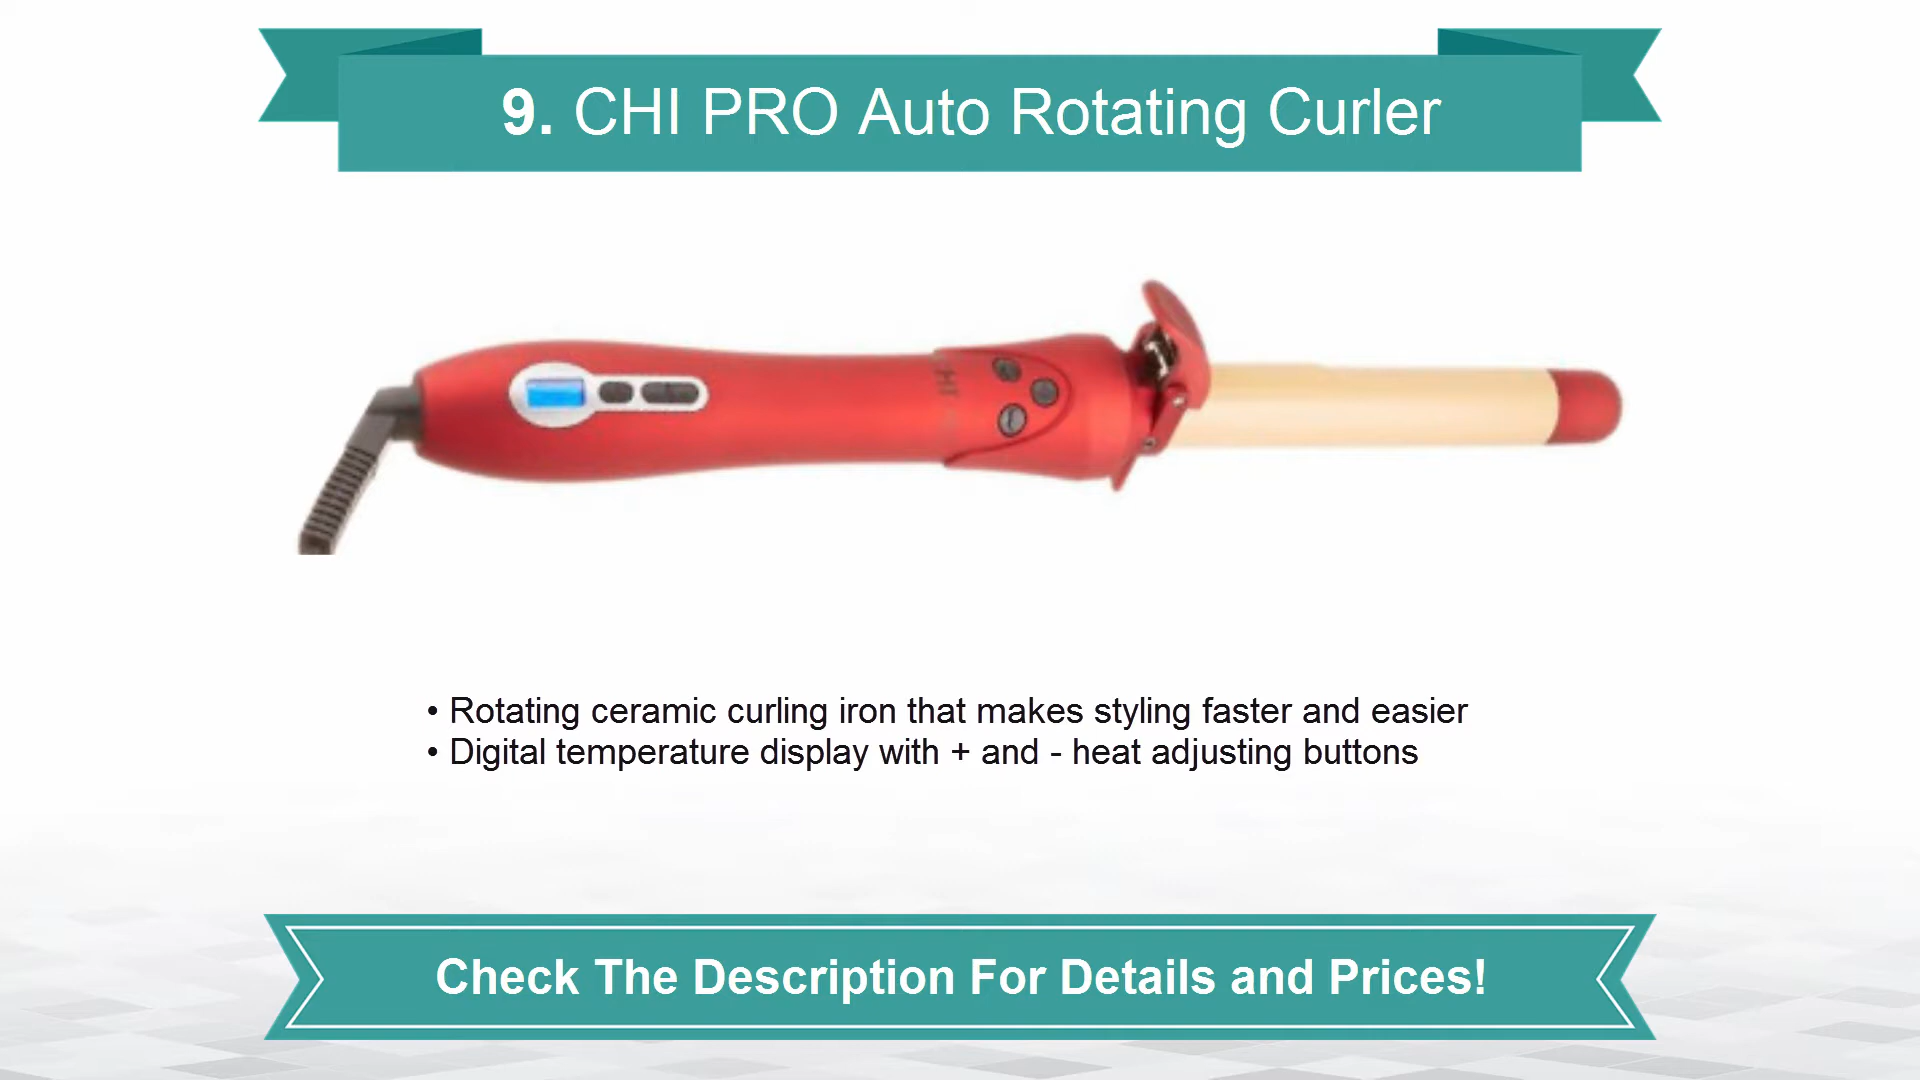 9. CHI PRO Auto Rotating Curler
• Rotating ceramic curling iron that makes styling faster and easier
• Digital temperature display with + and - heat adjusting buttons
Check The Description For Details and Prices!